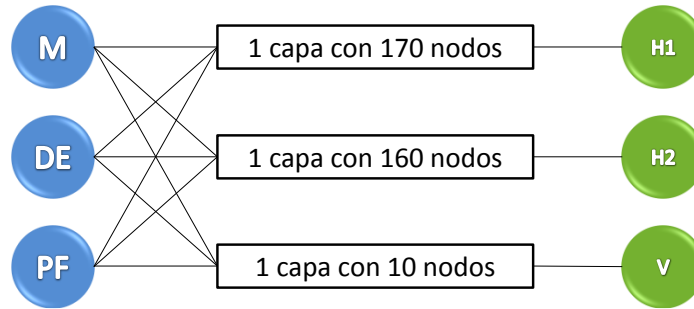 M 1 capa con 170 nodos H1
DE 1 capa con 160 nodos H2
PF 1 capa con 10 nodos V